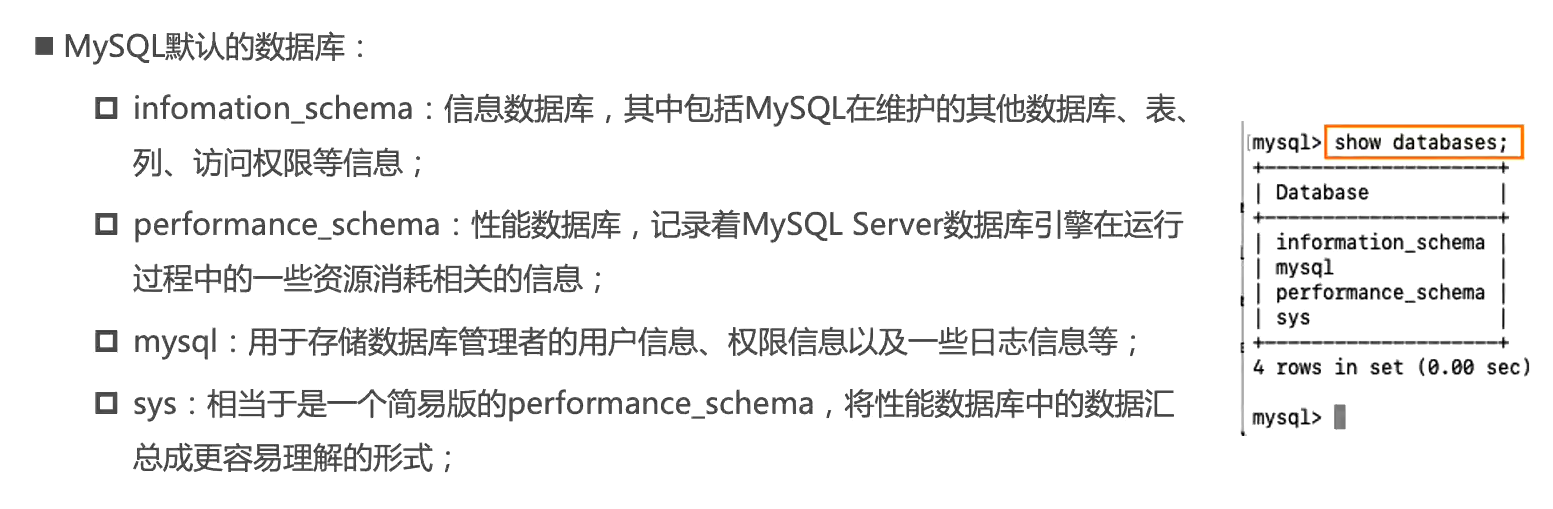 MySQL默认的数据库：
infomation_schema：信息数据库，其中包括MySQL在维护的其他数据库、表、
列、访问权限等信息；
performance_schema：性能数据库，记录着MySQL Server数据库引擎在运行
过程中的一些资源消耗相关的信息；
mysql：用于存储数据库管理者的用户信息、权限信息以及一些日志信息等；
sys：相当于是一个简易版的performance_schema，将性能数据库中的数据汇
总成更容易理解的形式；
mysql> show databases;
+--------------------+
| Database           |
+--------------------+
| information_schema |
| mysql              |
| performance_schema |
| sys                |
+--------------------+
4 rows in set (0.00 sec)
mysql>